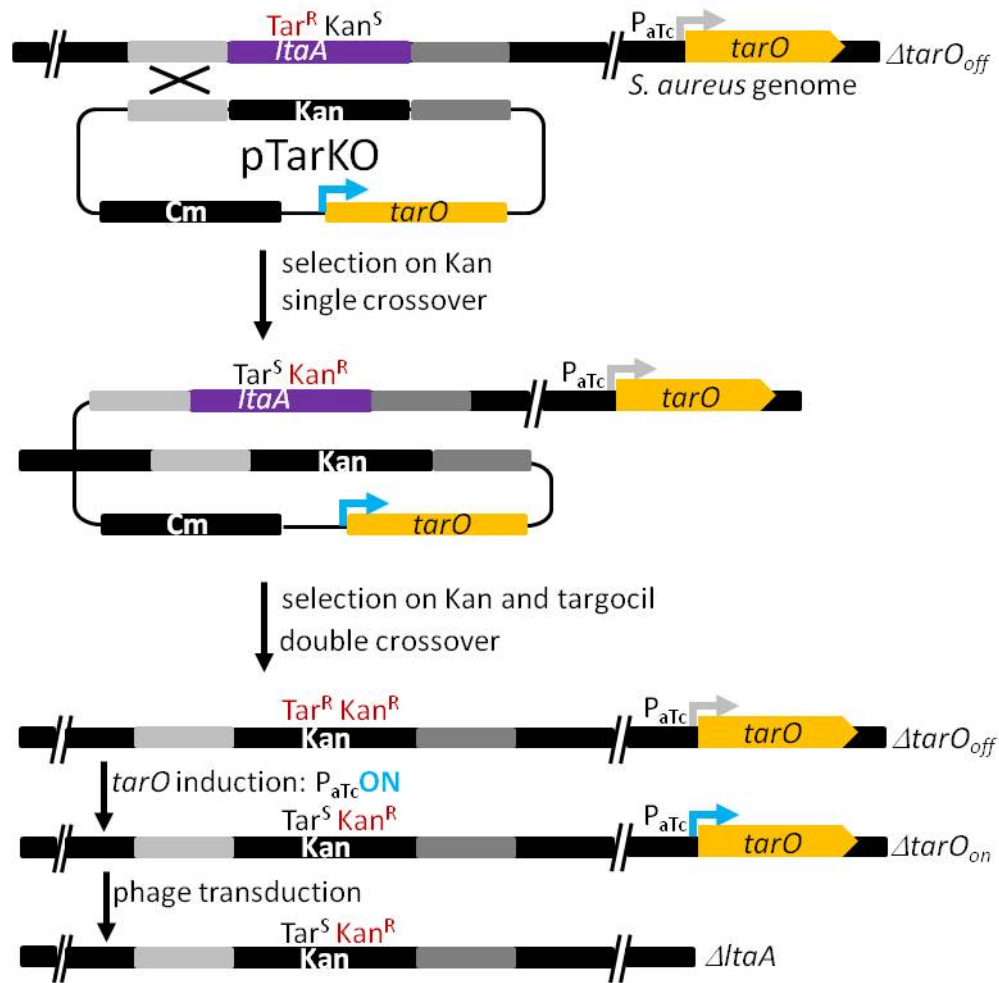 Tar^R Kan^S
ltaA
P_aTc
tarO
ΔtarO_off
S. aureus genome
Kan
pTarKO
Cm
tarO
selection on Kan
single crossover
Tar^S Kan^R
ltaA
P_aTc
tarO
Kan
Cm
tarO
selection on Kan and targocil
double crossover
Tar^R Kan^R
Kan
P_aTc
tarO
ΔtarO_off
tarO induction: P_aTcON
Tar^S Kan^R
Kan
P_aTc
tarO
ΔtarO_on
phage transduction
Tar^S Kan^R
Kan
ΔltaA